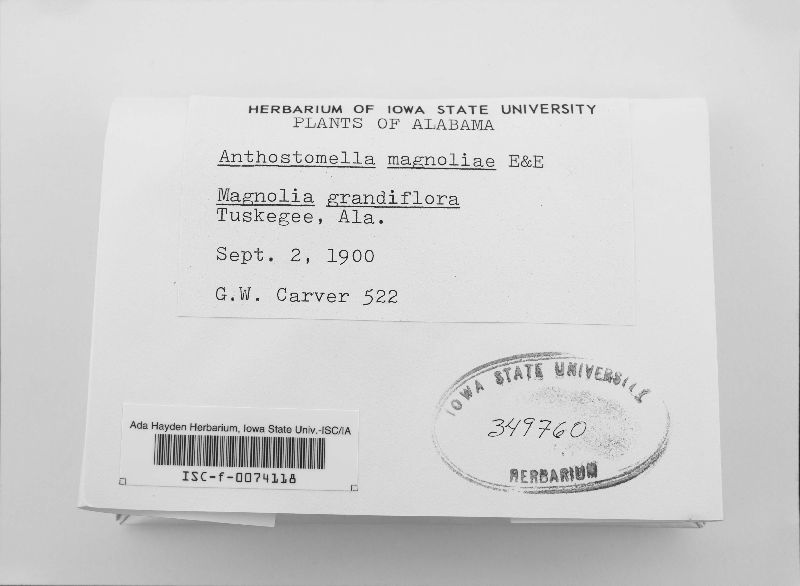 HERBARIUM OF IOWA STATE UNIVERSITY
PLANTS OF ALABAMA
Anthostomella magnoliae E&E
Magnolia grandiflora
Tuskegee, Ala.
Sept. 2, 1900
G.W. Carver 522
IOWA STATE UNIVERSITY
349760
HERBARIUM
Ada Hayden Herbarium, Iowa State Univ.-ISC/IA
ISC-f-0074118